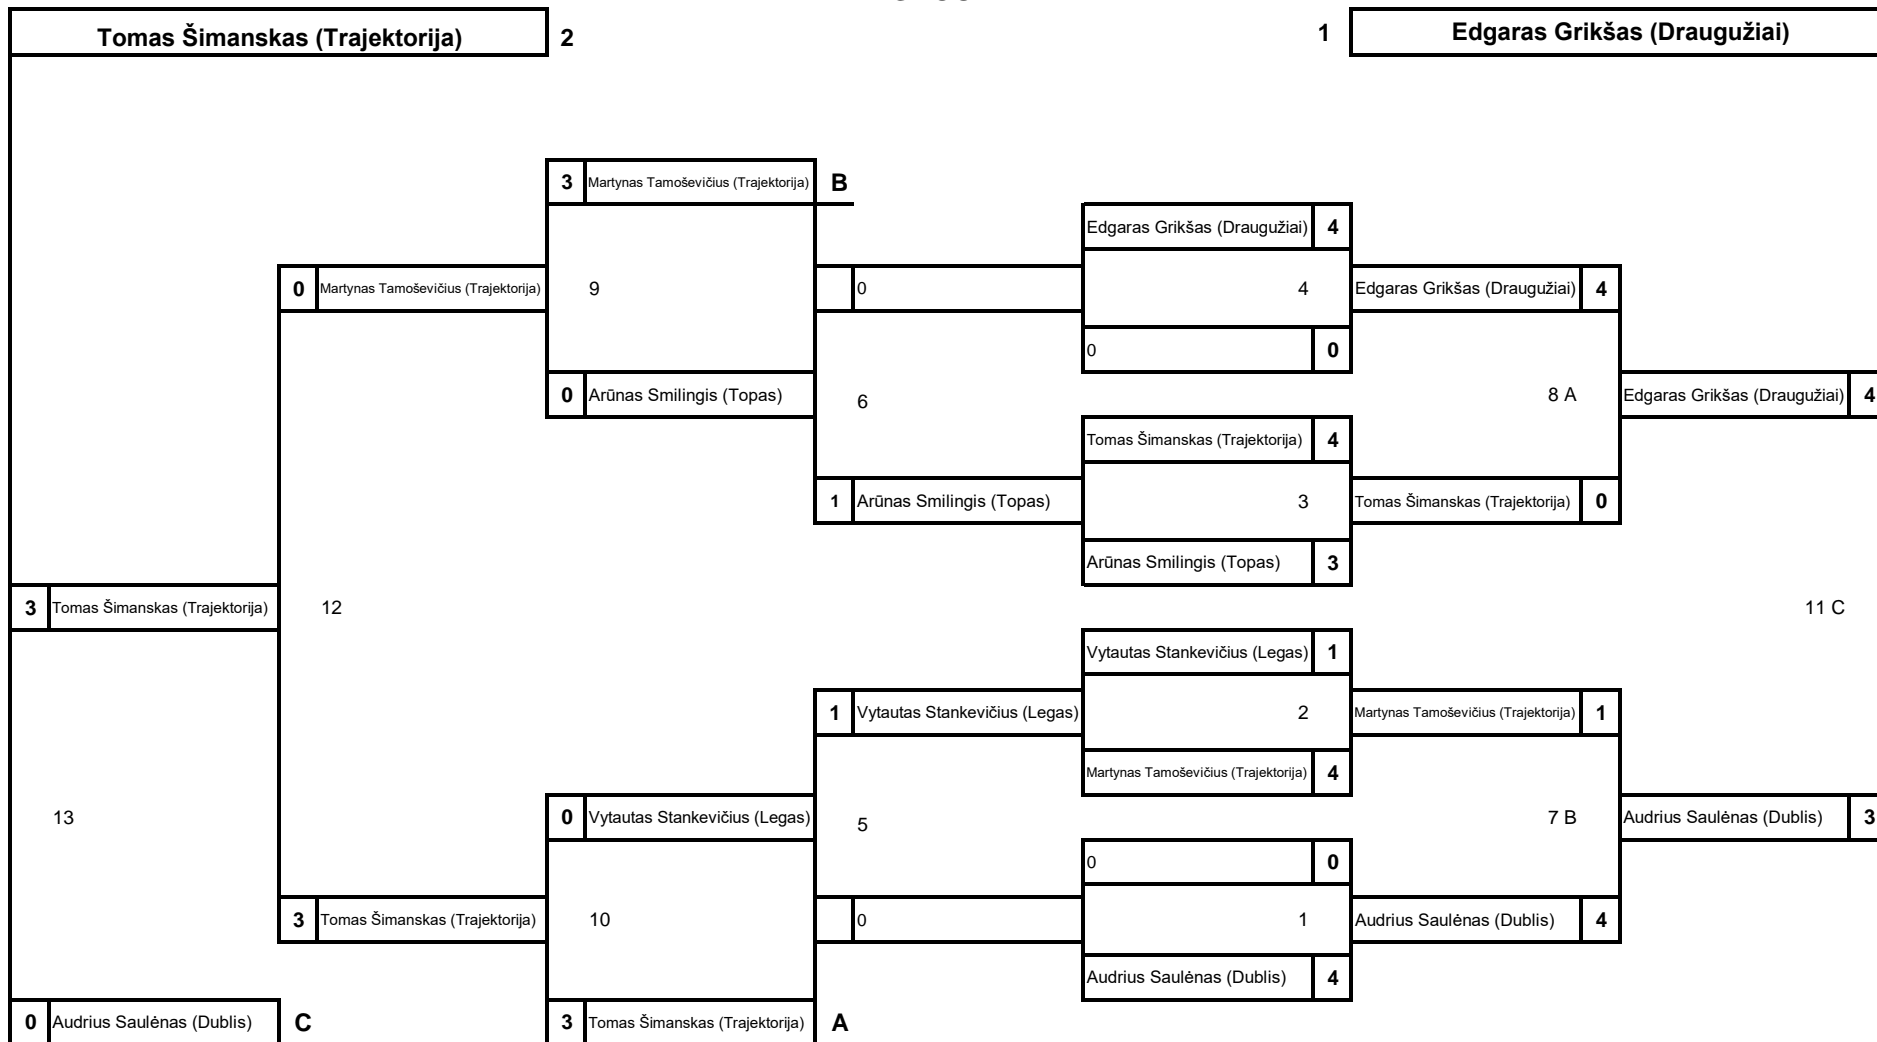 Tomas Šimanskas (Trajektorija) 2 1 Edgaras Grikšas (Draugužiai)
3 Martynas Tamoševičius (Trajektorija) B
Edgaras Grikšas (Draugužiai) 4
0 Martynas Tamoševičius (Trajektorija) 9 0 4 Edgaras Grikšas (Draugužiai) 4
0 0
0 Arūnas Smilingis (Topas) 6 8 A Edgaras Grikšas (Draugužiai) 4
Tomas Šimanskas (Trajektorija) 4
1 Arūnas Smilingis (Topas) 3 Tomas Šimanskas (Trajektorija) 0
Arūnas Smilingis (Topas) 3
3 Tomas Šimanskas (Trajektorija) 12 11 C
Vytautas Stankevičius (Legas) 1
1 Vytautas Stankevičius (Legas) 2 Martynas Tamoševičius (Trajektorija) 1
Martynas Tamoševičius (Trajektorija) 4
13 0 Vytautas Stankevičius (Legas) 5 7 B Audrius Saulėnas (Dublis) 3
0 0
3 Tomas Šimanskas (Trajektorija) 10 0 1 Audrius Saulėnas (Dublis) 4
Audrius Saulėnas (Dublis) 4
0 Audrius Saulėnas (Dublis) C 3 Tomas Šimanskas (Trajektorija) A